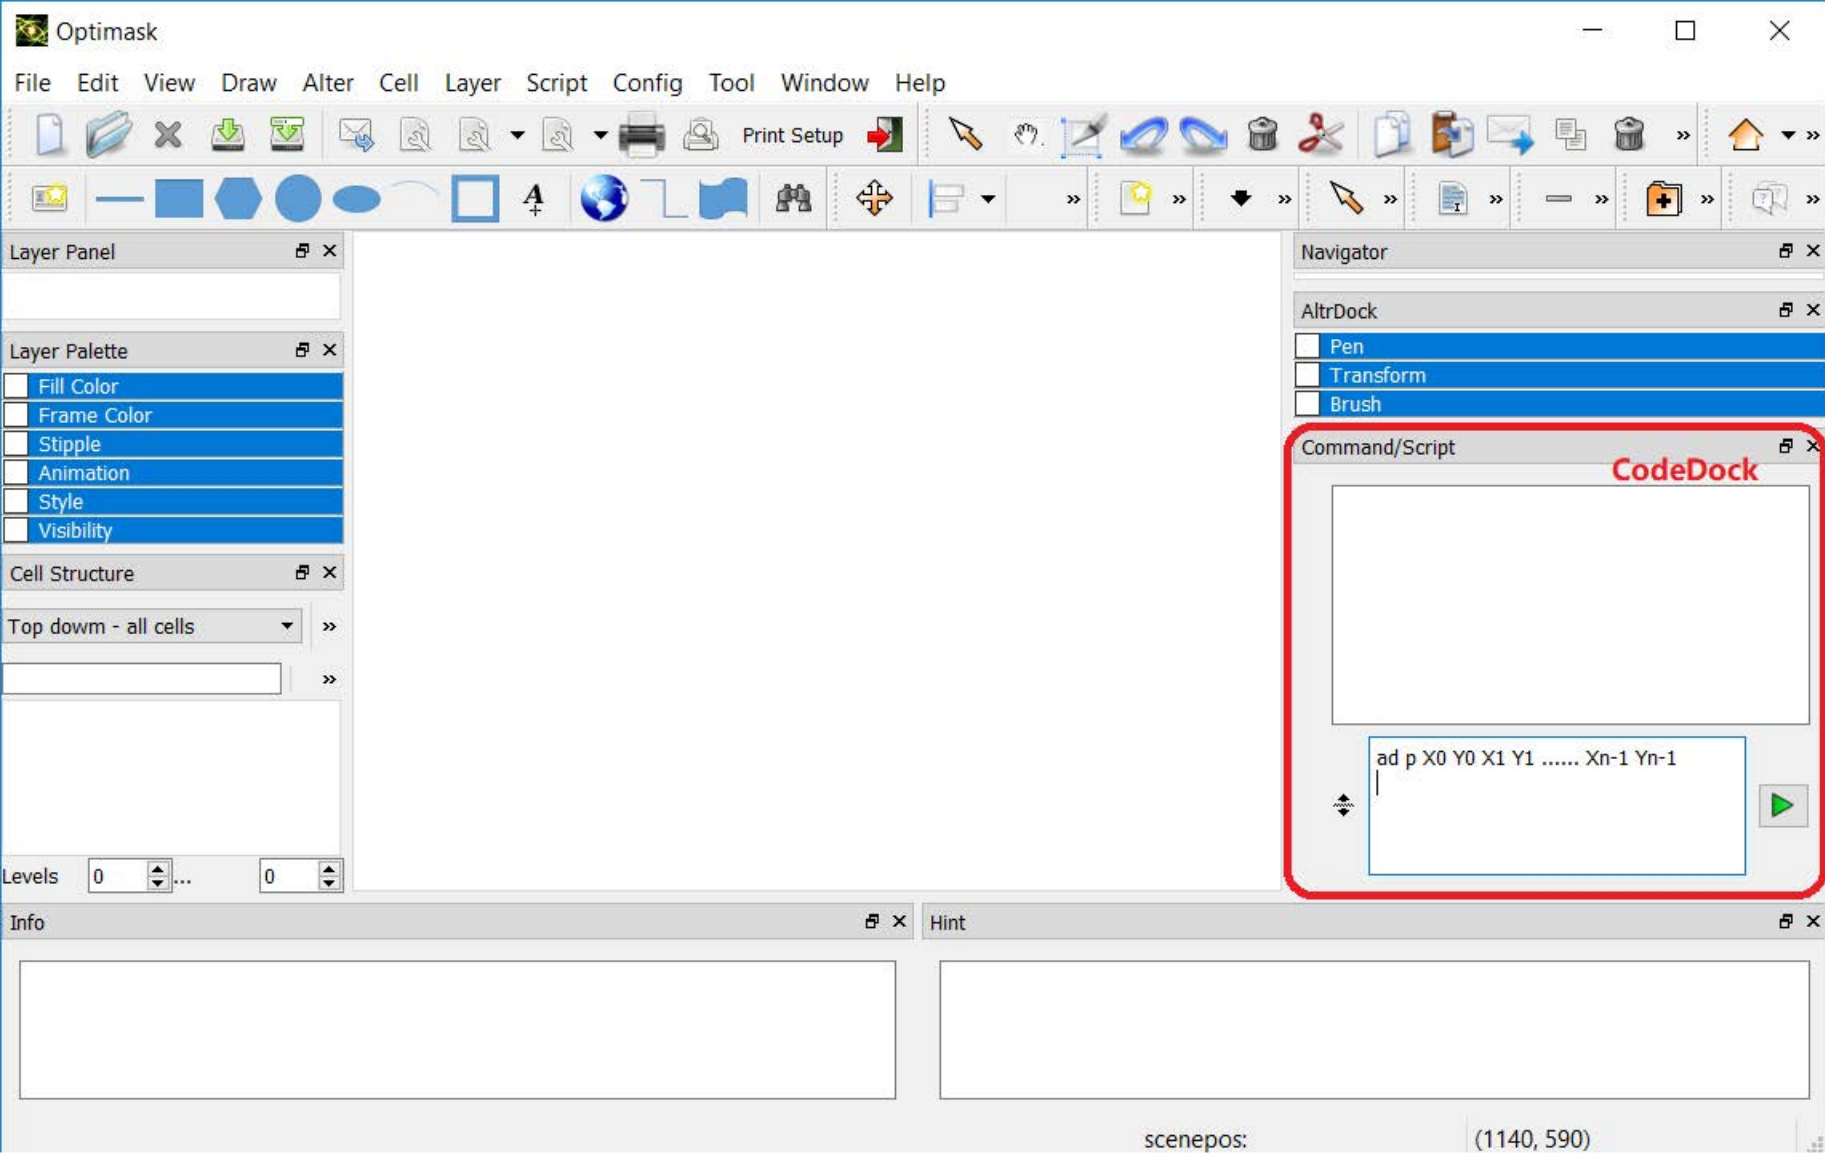 Optimask
File Edit View Draw Alter Cell Layer Script Config Tool Window Help
Print Setup
A
Layer Panel
Navigator
AltrDock
Pen
Transform
Brush
Layer Palette
Fill Color
Frame Color
Stipple
Animation
Style
Visibility
Command/Script
CodeDock
Cell Structure
Top dowm - all cells
ad p X0 Y0 X1 Y1 ...... Xn-1 Yn-1
Levels 0 ... 0
Info
Hint
scenepos: (1140, 590)